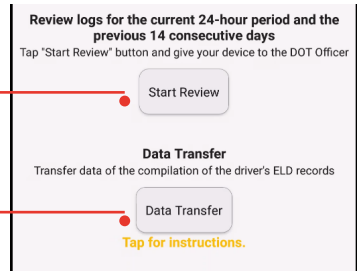 Review logs for the current 24-hour period and the
previous 14 consecutive days
Tap "Start Review" button and give your device to the DOT Officer
Start Review
Data Transfer
Transfer data of the compilation of the driver's ELD records
Data Transfer
Tap for instructions.